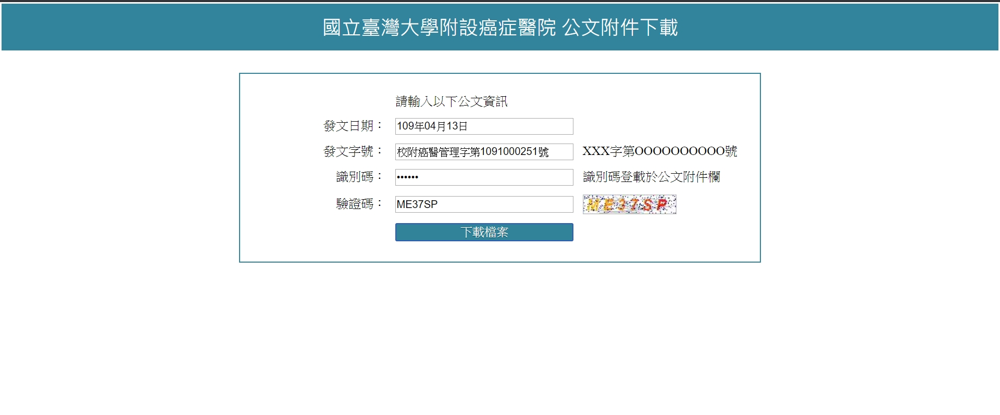 國立臺灣大學附設癌症醫院 公文附件下載
請輸入以下公文資訊
發文日期： 109年04月13日
發文字號： 校附癌醫管理字第1091000251號 XXX字第OOOOOOOOOO號
識別碼： •••••• 識別碼登載於公文附件欄
驗證碼： ME37SP ME37SP
下載檔案